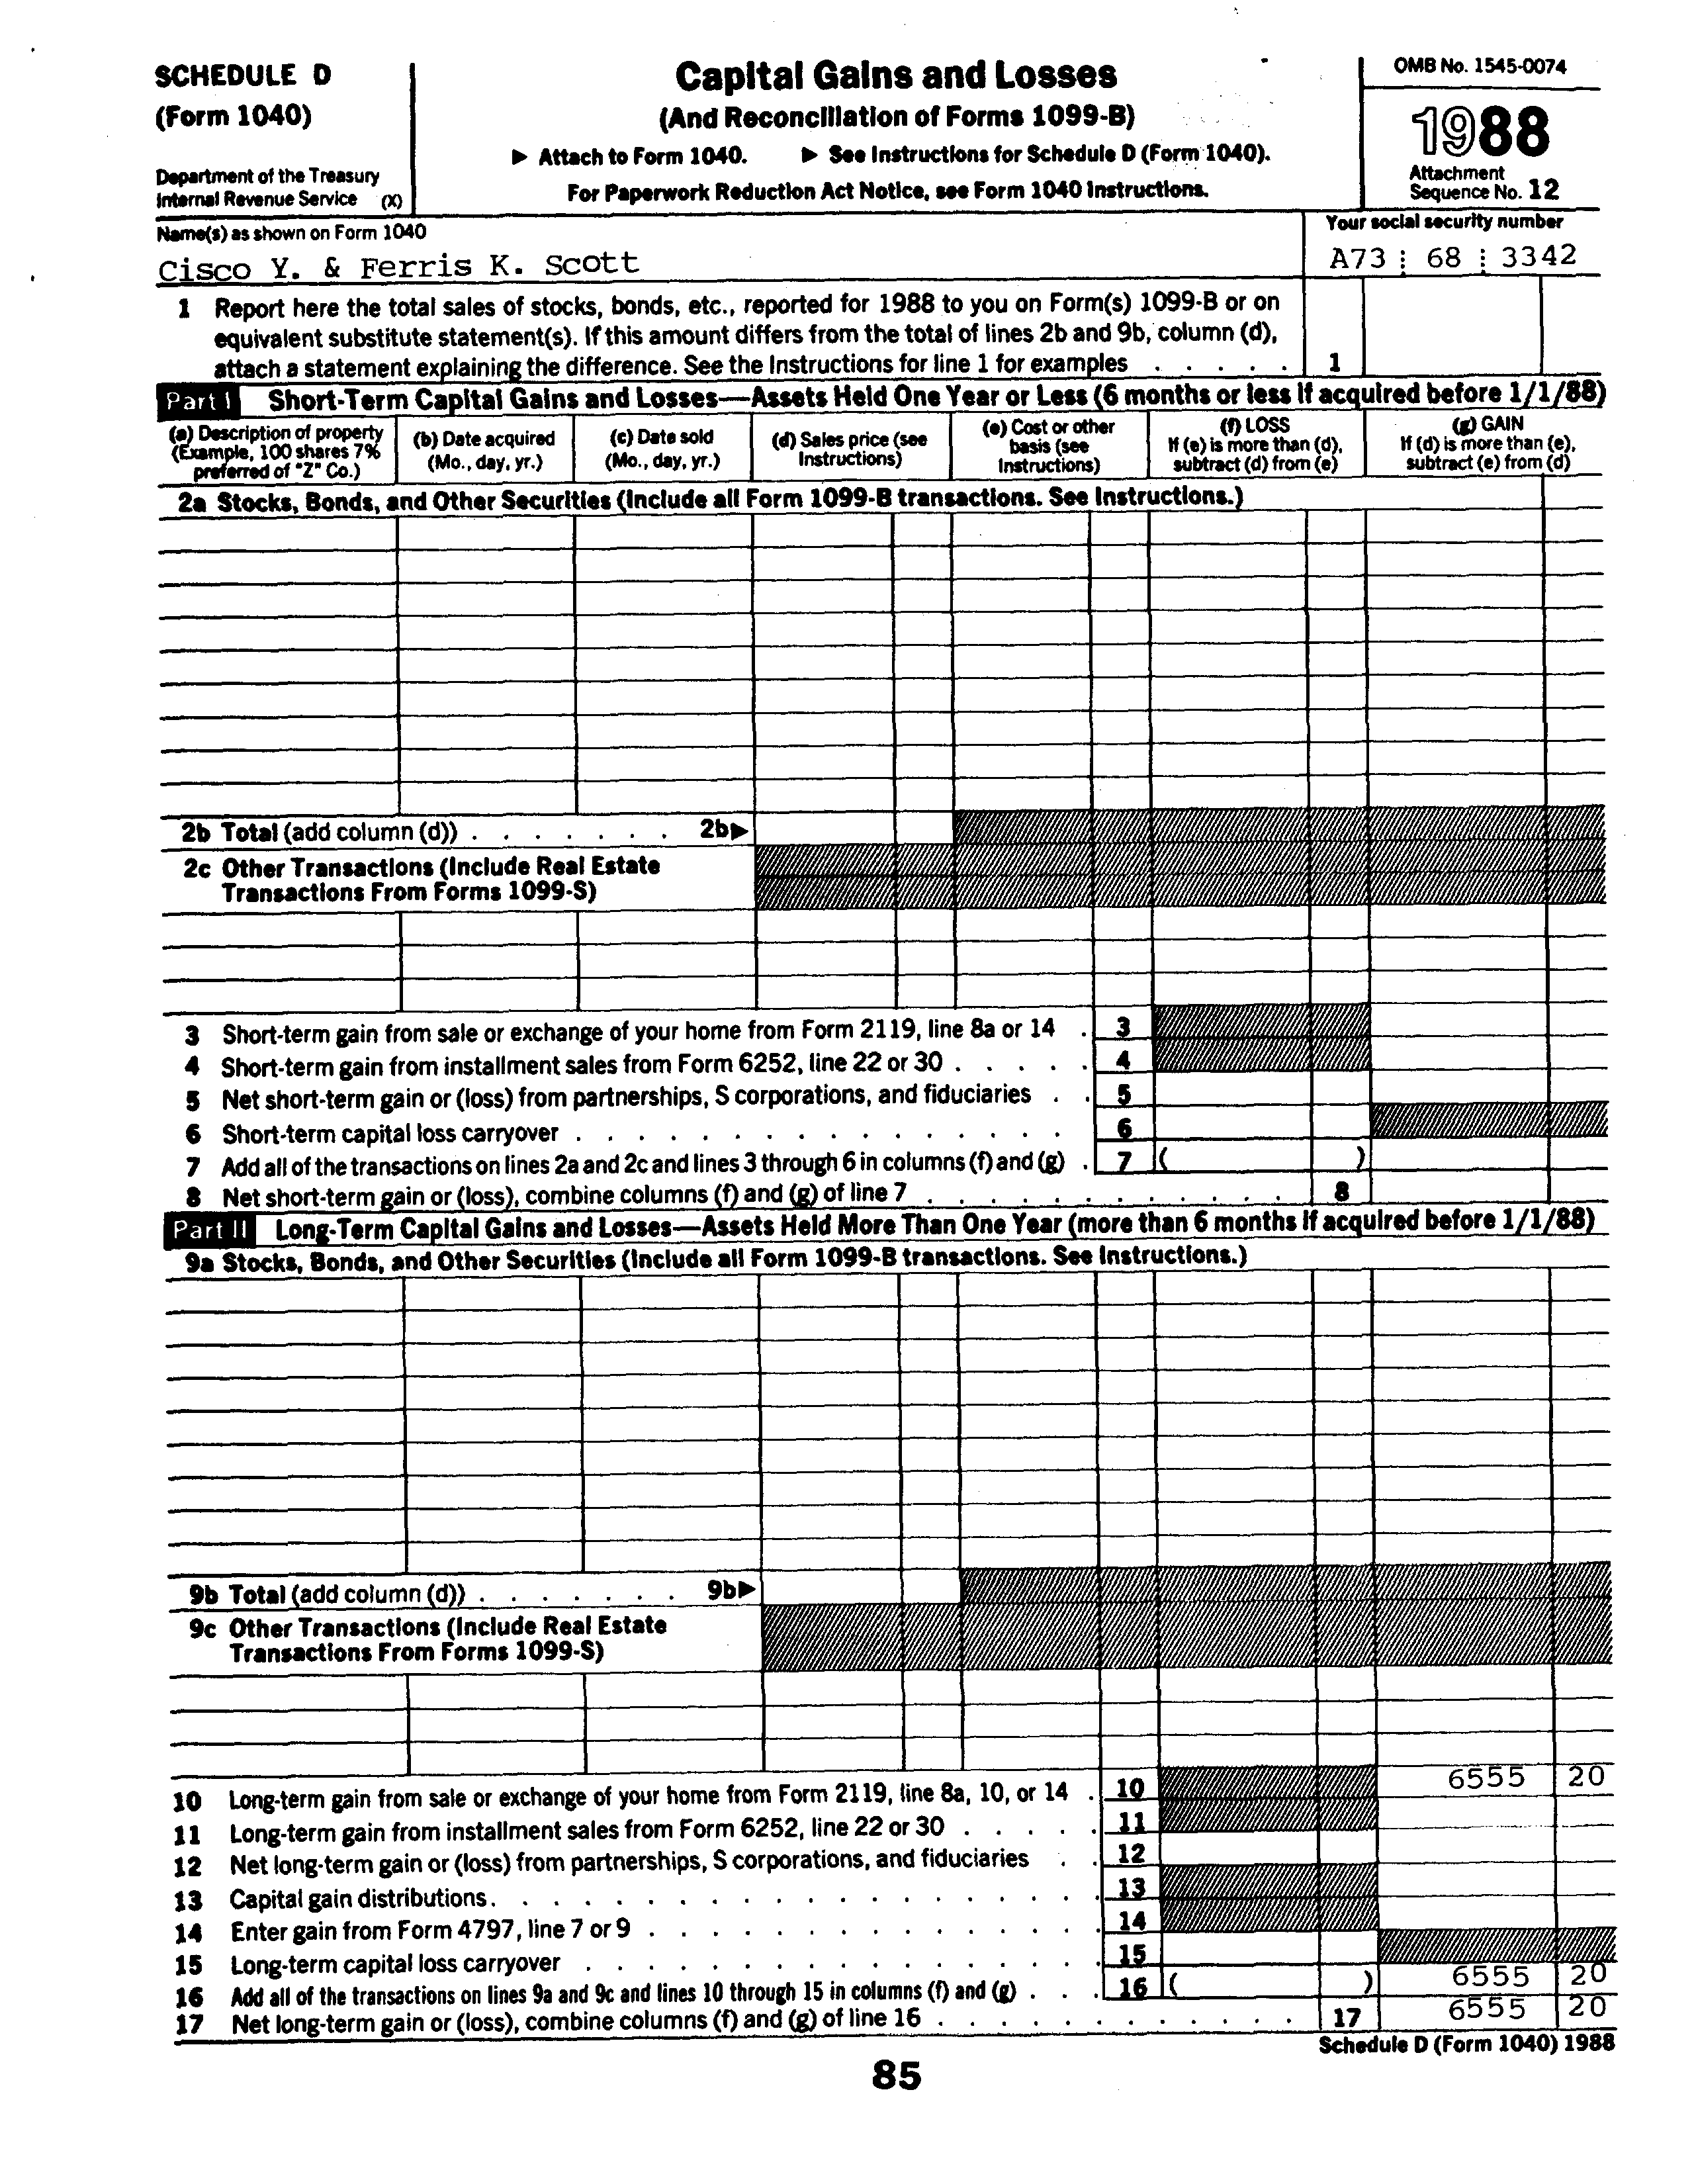 SCHEDULE D
(Form 1040)
Department of the Treasury
Internal Revenue Service (X)
Capital Gains and Losses
(And Reconciliation of Forms 1099-B)
▶ Attach to Form 1040. ▶ See Instructions for Schedule D (Form 1040).
For Paperwork Reduction Act Notice, see Form 1040 Instructions.
OMB No. 1545-0074
1988
Attachment
Sequence No. 12
Name(s) as shown on Form 1040
Cisco Y. & Ferris K. Scott
Your social security number
A73 68 3342
1 Report here the total sales of stocks, bonds, etc., reported for 1988 to you on Form(s) 1099-B or on
equivalent substitute statement(s). If this amount differs from the total of lines 2b and 9b, column (d),
attach a statement explaining the difference. See the Instructions for line 1 for examples . . . . . 1
Part I Short-Term Capital Gains and Losses—Assets Held One Year or Less (6 months or less if acquired before 1/1/88)
(a) Description of property
(Example, 100 shares 7%
preferred of "Z" Co.)
(b) Date acquired
(Mo., day, yr.)
(c) Date sold
(Mo., day, yr.)
(d) Sales price (see
Instructions)
(e) Cost or other
basis (see
Instructions)
(f) LOSS
If (e) is more than (d),
subtract (d) from (e)
(g) GAIN
If (d) is more than (e),
subtract (e) from (d)
2a Stocks, Bonds, and Other Securities (Include all Form 1099-B transactions. See Instructions.)
2b Total (add column (d)) . . . . . . . 2b▶
2c Other Transactions (Include Real Estate
Transactions From Forms 1099-S)
3 Short-term gain from sale or exchange of your home from Form 2119, line 8a or 14 . 3
4 Short-term gain from installment sales from Form 6252, line 22 or 30 . . . . . 4
5 Net short-term gain or (loss) from partnerships, S corporations, and fiduciaries . . 5
6 Short-term capital loss carryover . . . . . . . . . . . . . . . . 6
7 Add all of the transactions on lines 2a and 2c and lines 3 through 6 in columns (f) and (g) . 7 ( )
8 Net short-term gain or (loss), combine columns (f) and (g) of line 7 . . . . . . . . . . . . 8
Part II Long-Term Capital Gains and Losses—Assets Held More Than One Year (more than 6 months if acquired before 1/1/88)
9a Stocks, Bonds, and Other Securities (Include all Form 1099-B transactions. See Instructions.)
9b Total (add column (d)) . . . . . . . 9b▶
9c Other Transactions (Include Real Estate
Transactions From Forms 1099-S)
10 Long-term gain from sale or exchange of your home from Form 2119, line 8a, 10, or 14 . 10 6555 20
11 Long-term gain from installment sales from Form 6252, line 22 or 30 . . . . . 11
12 Net long-term gain or (loss) from partnerships, S corporations, and fiduciaries . . 12
13 Capital gain distributions. . . . . . . . . . . . . . . . . . . 13
14 Enter gain from Form 4797, line 7 or 9 . . . . . . . . . . . . . . 14
15 Long-term capital loss carryover . . . . . . . . . . . . . . . . 15
16 Add all of the transactions on lines 9a and 9c and lines 10 through 15 in columns (f) and (g) . . . 16 ( ) 6555 20
17 Net long-term gain or (loss), combine columns (f) and (g) of line 16 . . . . . . . . . . . . 17 6555 20
Schedule D (Form 1040) 1988
85